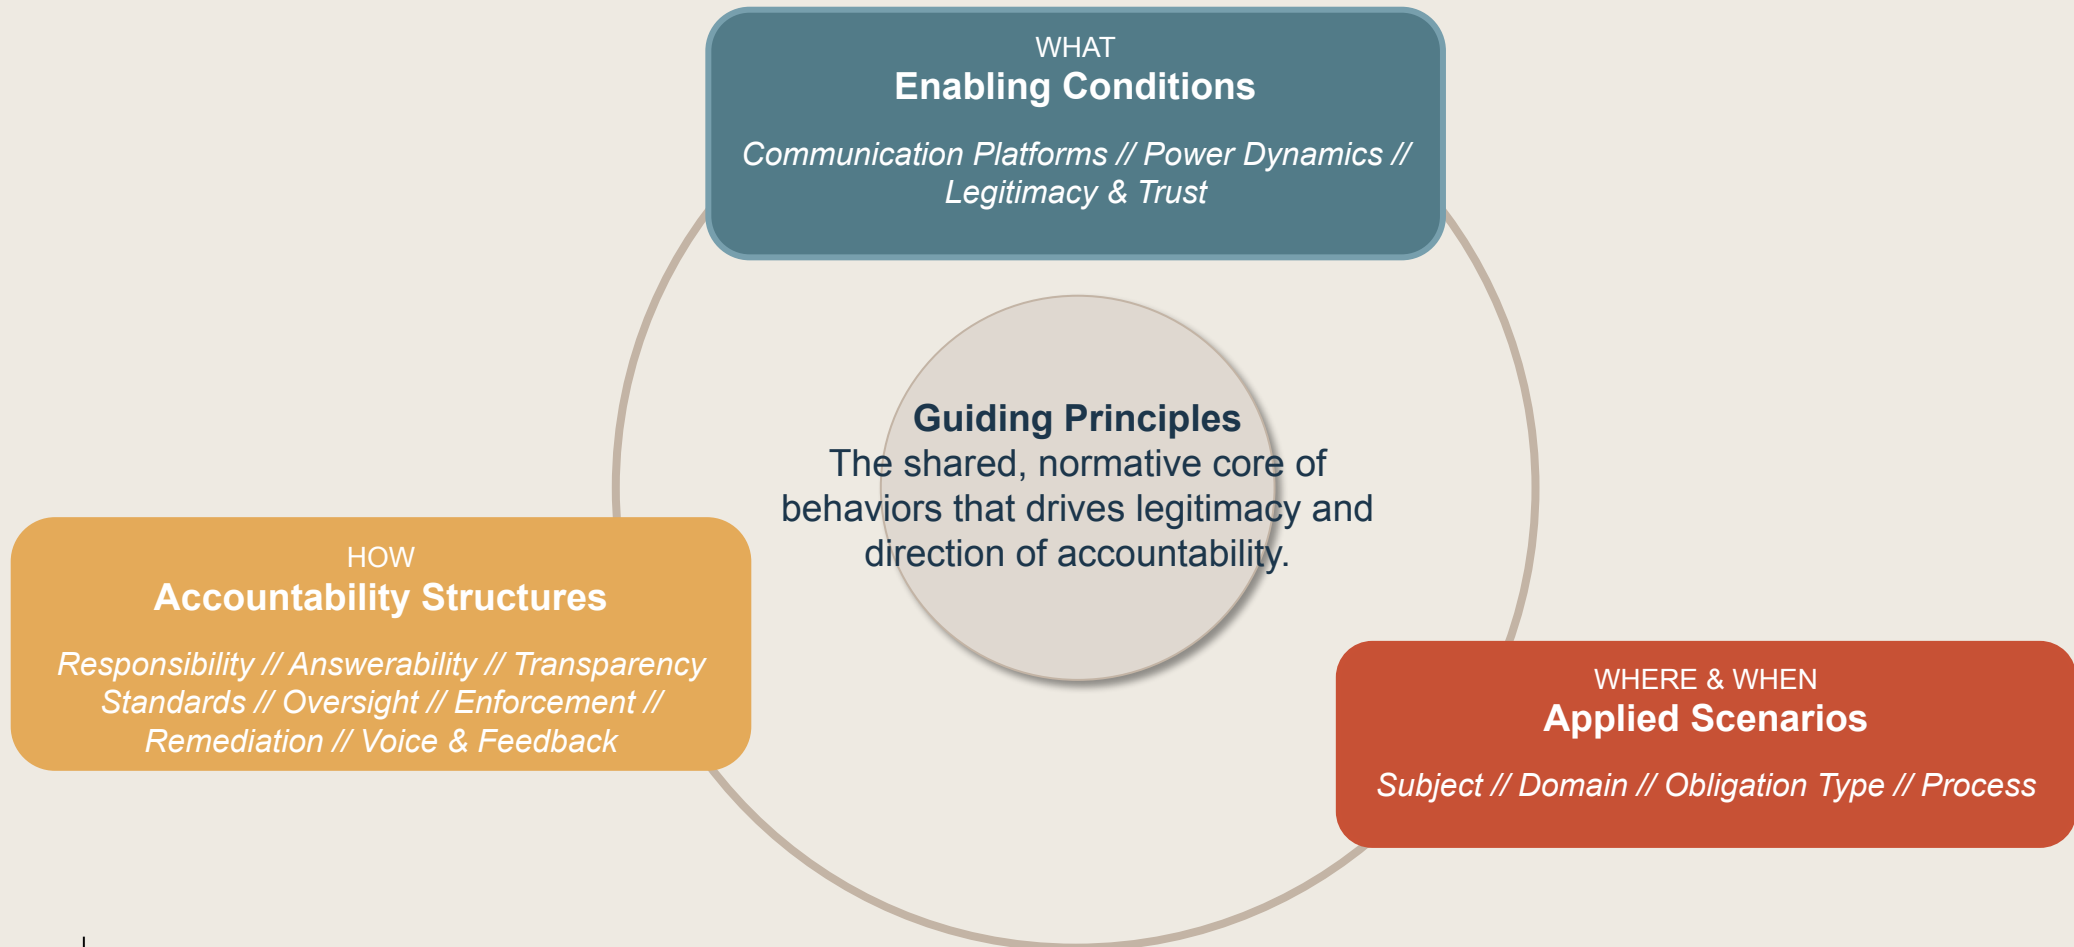 WHAT
Enabling Conditions
Communication Platforms // Power Dynamics //
Legitimacy & Trust
Guiding Principles
The shared, normative core of
behaviors that drives legitimacy and
direction of accountability.
HOW
Accountability Structures
Responsibility // Answerability // Transparency
Standards // Oversight // Enforcement //
Remediation // Voice & Feedback
WHERE & WHEN
Applied Scenarios
Subject // Domain // Obligation Type // Process